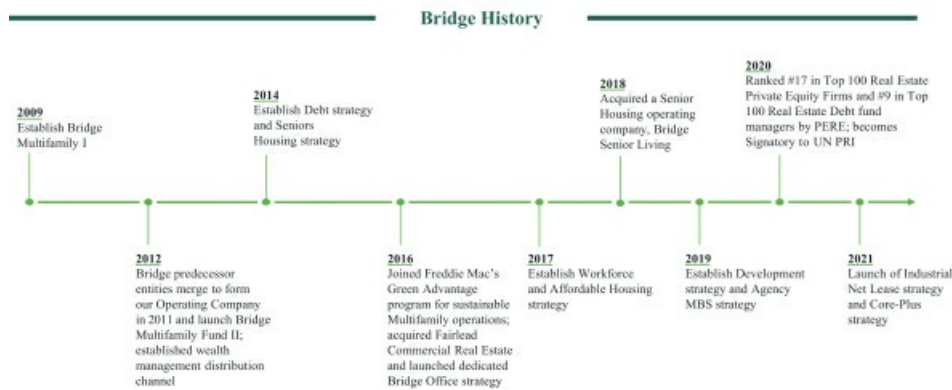 Bridge History
2009
Establish Bridge
Multifamily I
2012
Bridge predecessor
entities merge to form
our Operating Company
in 2011 and launch Bridge
Multifamily Fund II;
established wealth
management distribution
channel
2014
Establish Debt strategy
and Seniors
Housing strategy
2016
Joined Freddie Mac's
Green Advantage
program for sustainable
Multifamily operations;
acquired Fairlead
Commercial Real Estate
and launched dedicated
Bridge Office strategy
2017
Establish Workforce
and Affordable Housing
strategy
2018
Acquired a Senior
Housing operating
company, Bridge
Senior Living
2019
Establish Development
strategy and Agency
MBS strategy
2020
Ranked #17 in Top 100 Real Estate
Private Equity Firms and #9 in Top
100 Real Estate Debt fund
managers by PERE; becomes
Signatory to UN PRI
2021
Launch of Industrial
Net Lease strategy
and Core-Plus
strategy